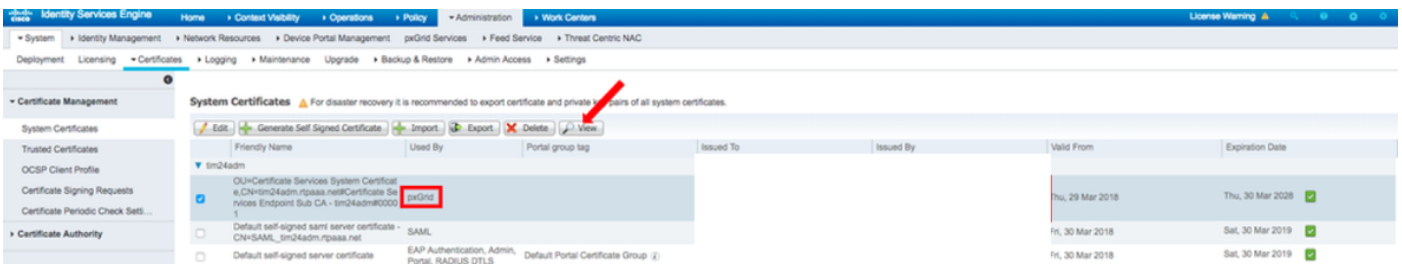 cisco Identity Services Engine Home Context Visibility Operations Policy Administration Work Centers License Warning
System Identity Management Network Resources Device Portal Management pxGrid Services Feed Service Threat Centric NAC
Deployment Licensing Certificates Logging Maintenance Upgrade Backup & Restore Admin Access Settings
Certificate Management
System Certificates
Trusted Certificates
OCSP Client Profile
Certificate Signing Requests
Certificate Periodic Check Setti...
Certificate Authority
System Certificates For disaster recovery it is recommended to export certificate and private key pairs of all system certificates.
Edit Generate Self Signed Certificate Import Export Delete View
Friendly Name Used By Portal group tag Issued To Issued By Valid From Expiration Date
tim24adm
OU=Certificate Services System Certificat
e,CN=tim24adm.rtpaaa.net#Certificate Se
rvices Endpoint Sub CA - tim24adm#0000
1
pxGrid Thu, 29 Mar 2018 Thu, 30 Mar 2028
Default self-signed saml server certificate -
CN=SAML_tim24adm.rtpaaa.net
SAML Fri, 30 Mar 2018 Sat, 30 Mar 2019
Default self-signed server certificate
EAP Authentication, Admin,
Portal, RADIUS DTLS
Default Portal Certificate Group Fri, 30 Mar 2018 Sat, 30 Mar 2019